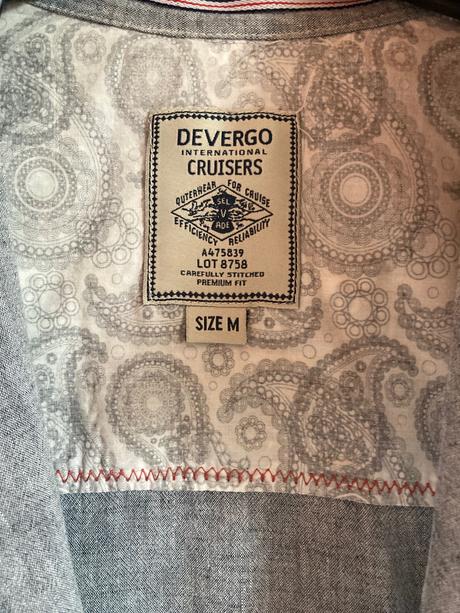 DEVERGO
INTERNATIONAL
CRUISERS
OUTERWEAR FOR CRUISE
SEL
V
ADE
EFFICIENCY RELIABILITY
A475839
LOT 8758
CAREFULLY STITCHED
PREMIUM FIT
SIZE M